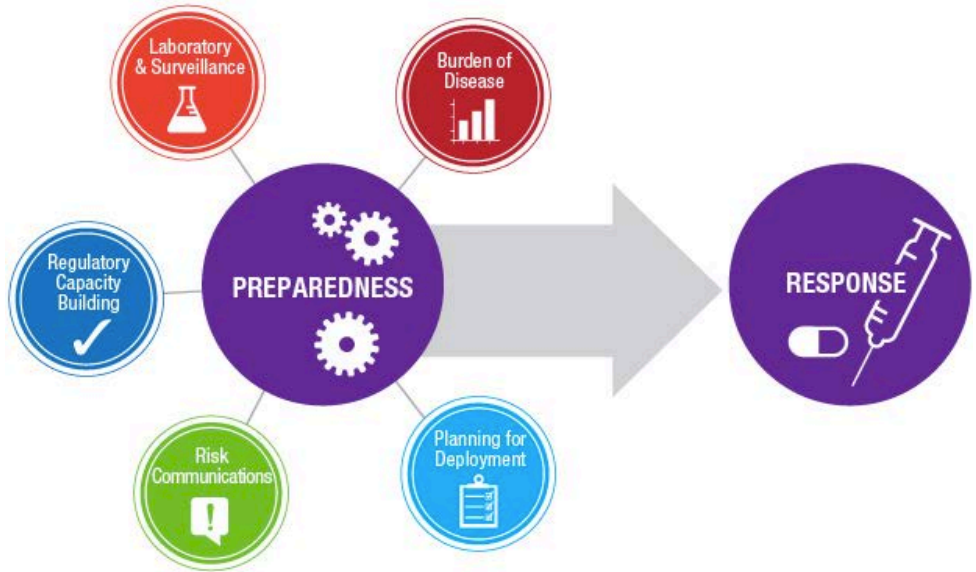 Laboratory
& Surveillance
Burden of
Disease
Regulatory
Capacity
Building
PREPAREDNESS
RESPONSE
Risk
Communications
Planning for
Deployment